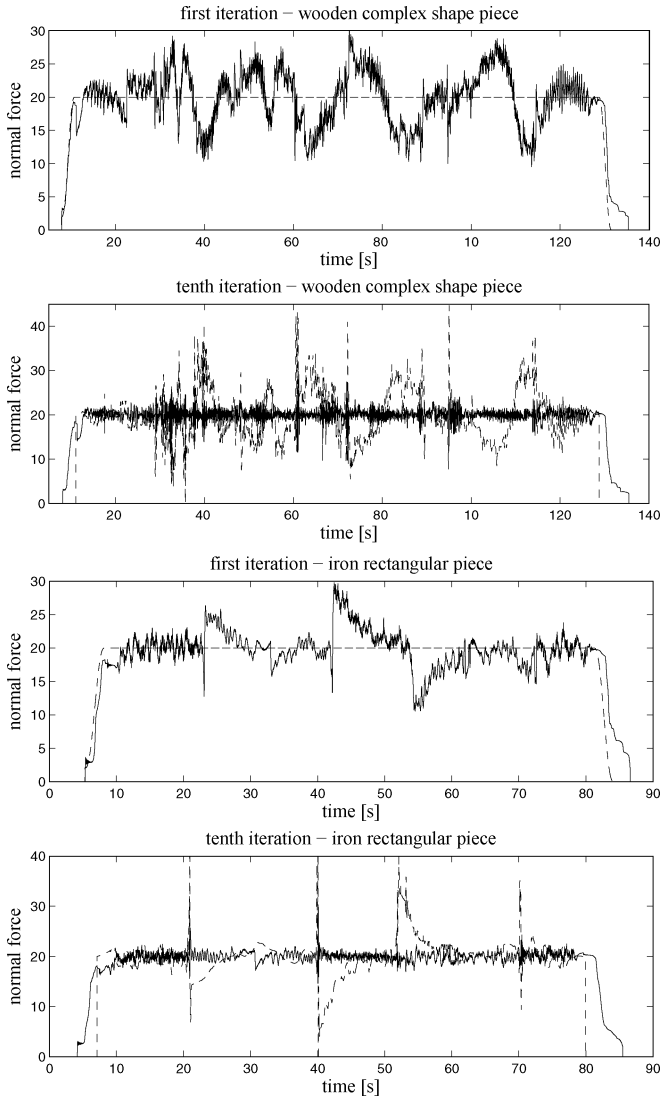 first iteration − wooden complex shape piece
30
25
20
15
10
5
0
normal force
20 40 60 80 10 120 140
time [s]
tenth iteration − wooden complex shape piece
40
30
20
10
0
normal force
20 40 60 80 10 120 140
time [s]
first iteration − iron rectangular piece
30
25
20
15
10
5
0
normal force
0 10 20 30 40 50 60 70 80 90
time [s]
tenth iteration − iron rectangular piece
40
30
20
10
0
normal force
0 10 20 30 40 50 60 70 80 90
time [s]